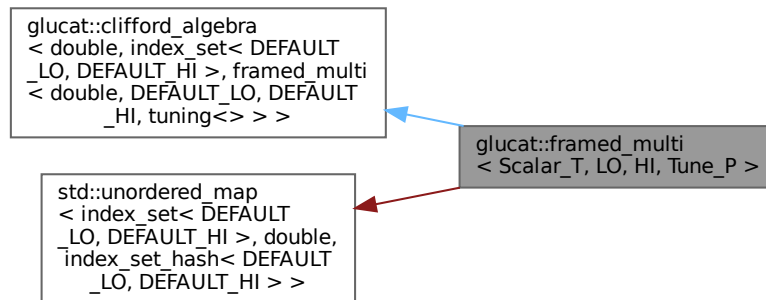 glucat::clifford_algebra
< double, index_set< DEFAULT
_LO, DEFAULT_HI >, framed_multi
< double, DEFAULT_LO, DEFAULT
_HI, tuning<> > >
glucat::framed_multi
< Scalar_T, LO, HI, Tune_P >
std::unordered_map
< index_set< DEFAULT
_LO, DEFAULT_HI >, double,
index_set_hash< DEFAULT
_LO, DEFAULT_HI > >